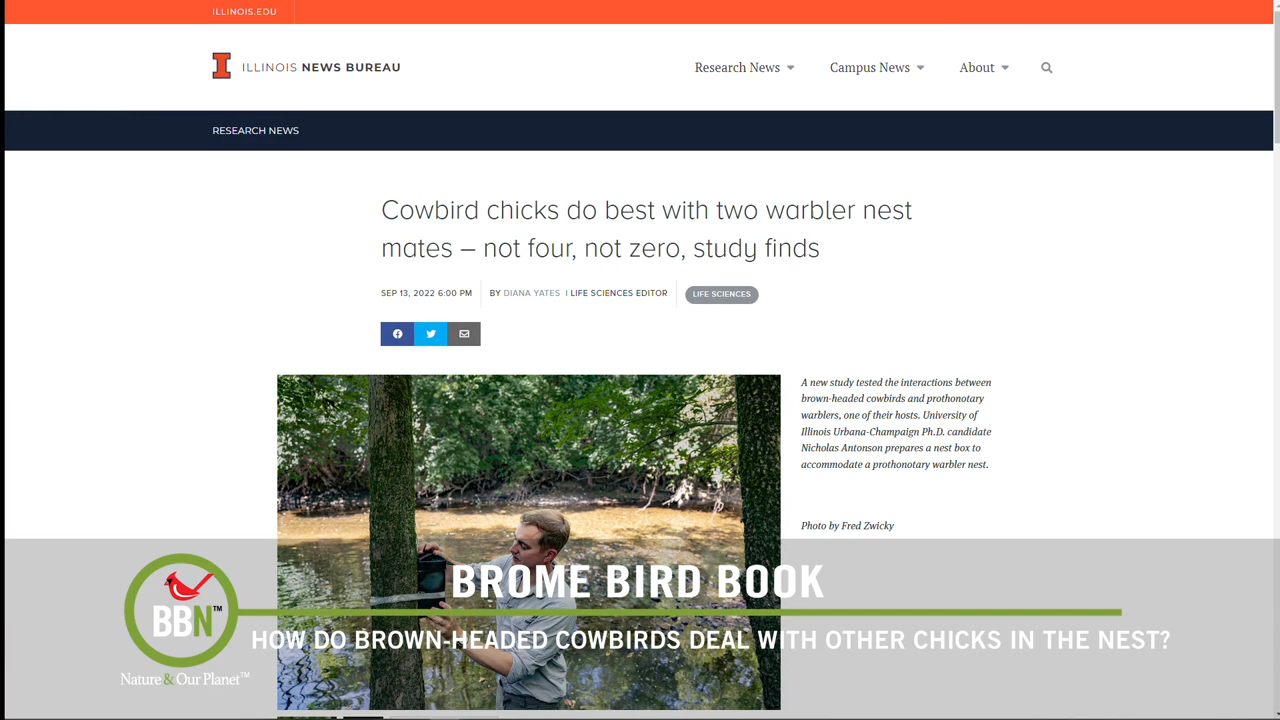 ILLINOIS.EDU
ILLINOIS NEWS BUREAU
Research News
Campus News
About
RESEARCH NEWS
Cowbird chicks do best with two warbler nest
mates – not four, not zero, study finds
SEP 13, 2022 6:00 PM
BY DIANA YATES | LIFE SCIENCES EDITOR
LIFE SCIENCES
A new study tested the interactions between
brown-headed cowbirds and prothonotary
warblers, one of their hosts. University of
Illinois Urbana-Champaign Ph.D. candidate
Nicholas Antonson prepares a nest box to
accommodate a prothonotary warbler nest.
Photo by Fred Zwicky
BROME BIRD BOOK
BBN™
HOW DO BROWN-HEADED COWBIRDS DEAL WITH OTHER CHICKS IN THE NEST?
Nature & Our Planet™